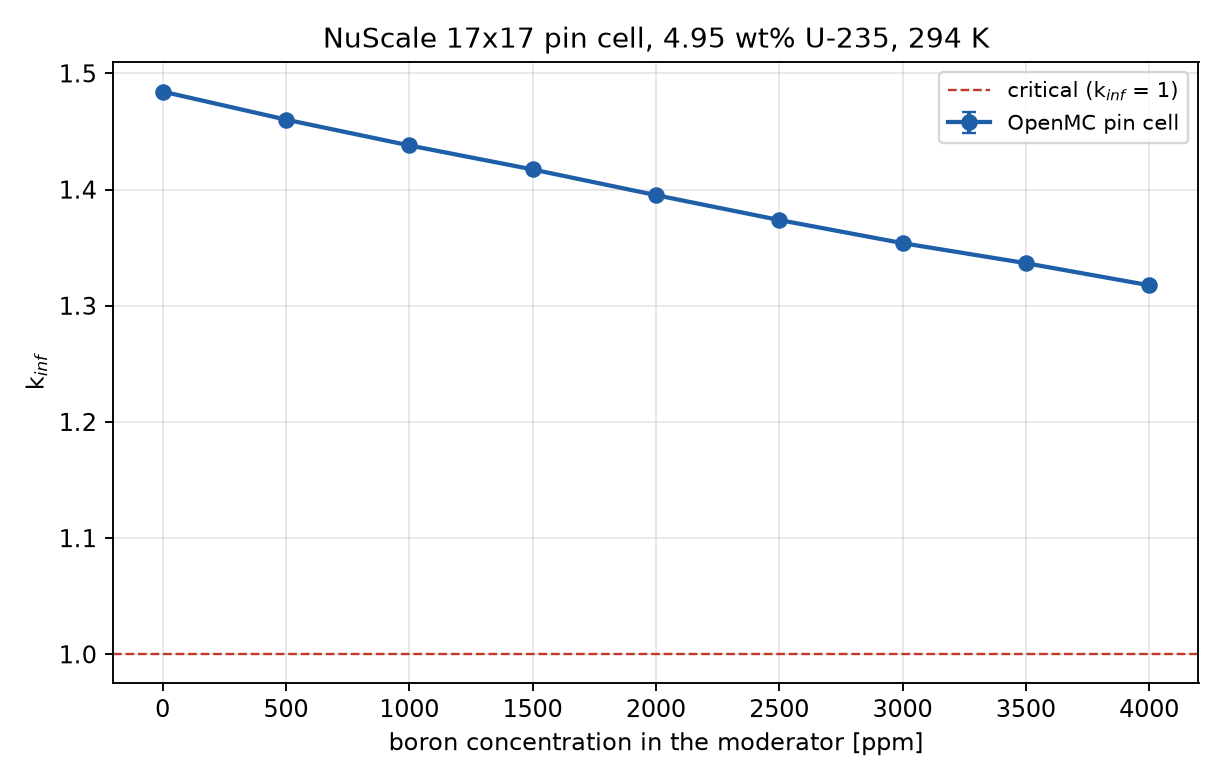 NuScale 17x17 pin cell, 4.95 wt% U-235, 294 K
critical (k_inf = 1)
OpenMC pin cell
k_inf
1.5
1.4
1.3
1.2
1.1
1.0
0 500 1000 1500 2000 2500 3000 3500 4000
boron concentration in the moderator [ppm]